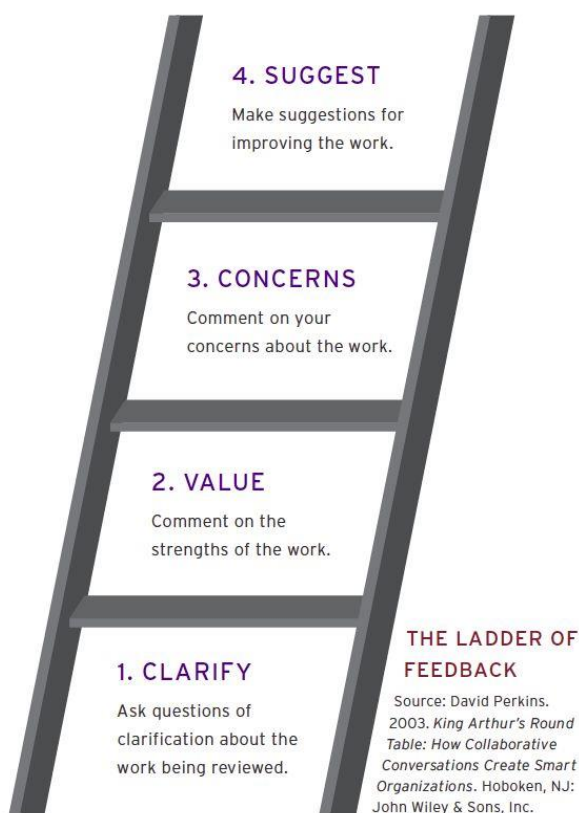 4. SUGGEST
Make suggestions for
improving the work.
3. CONCERNS
Comment on your
concerns about the work.
2. VALUE
Comment on the
strengths of the work.
1. CLARIFY
Ask questions of
clarification about the
work being reviewed.
THE LADDER OF
FEEDBACK
Source: David Perkins.
2003. King Arthur's Round
Table: How Collaborative
Conversations Create Smart
Organizations. Hoboken, NJ:
John Wiley & Sons, Inc.